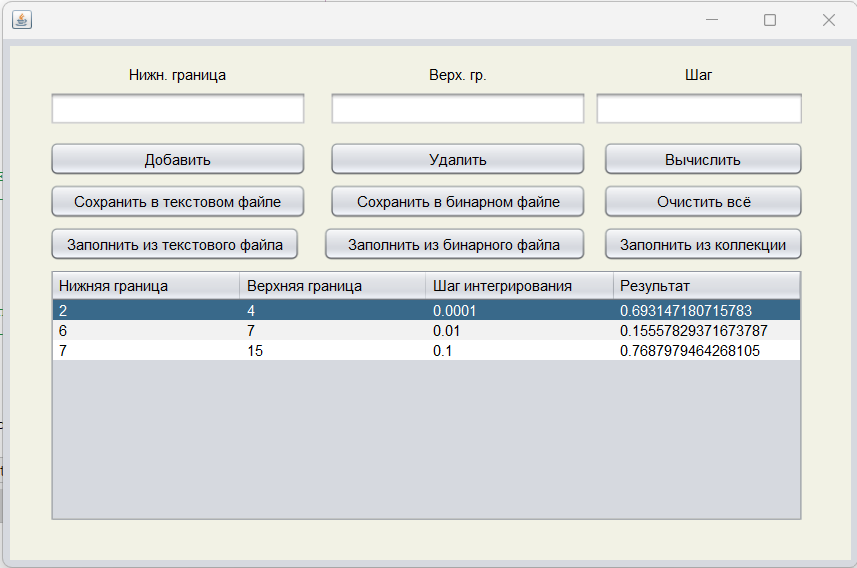 Нижн. граница Верх. гр. Шаг
Добавить Удалить Вычислить
Сохранить в текстовом файле Сохранить в бинарном файле Очистить всё
Заполнить из текстового файла Заполнить из бинарного файла Заполнить из коллекции
Нижняя граница Верхняя граница Шаг интегрирования Результат
2 4 0.0001 0.693147180715783
6 7 0.01 0.15557829371673787
7 15 0.1 0.7687979464268105